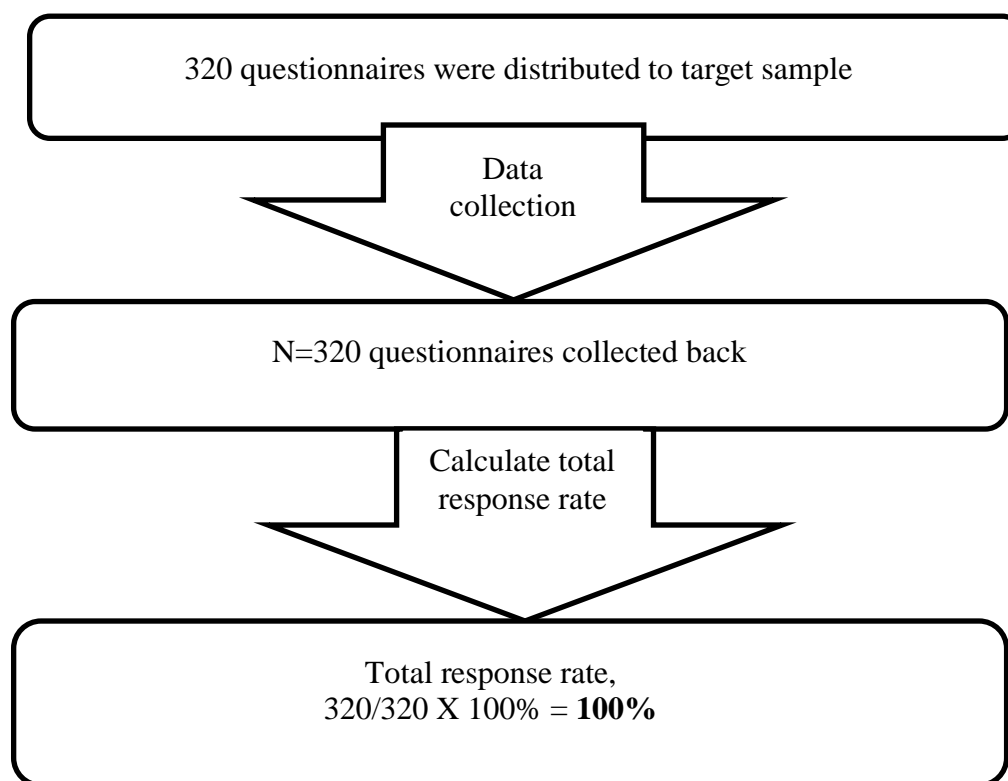 320 questionnaires were distributed to target sample
Data
collection
N=320 questionnaires collected back
Calculate total
response rate
Total response rate,
320/320 X 100% = 100%